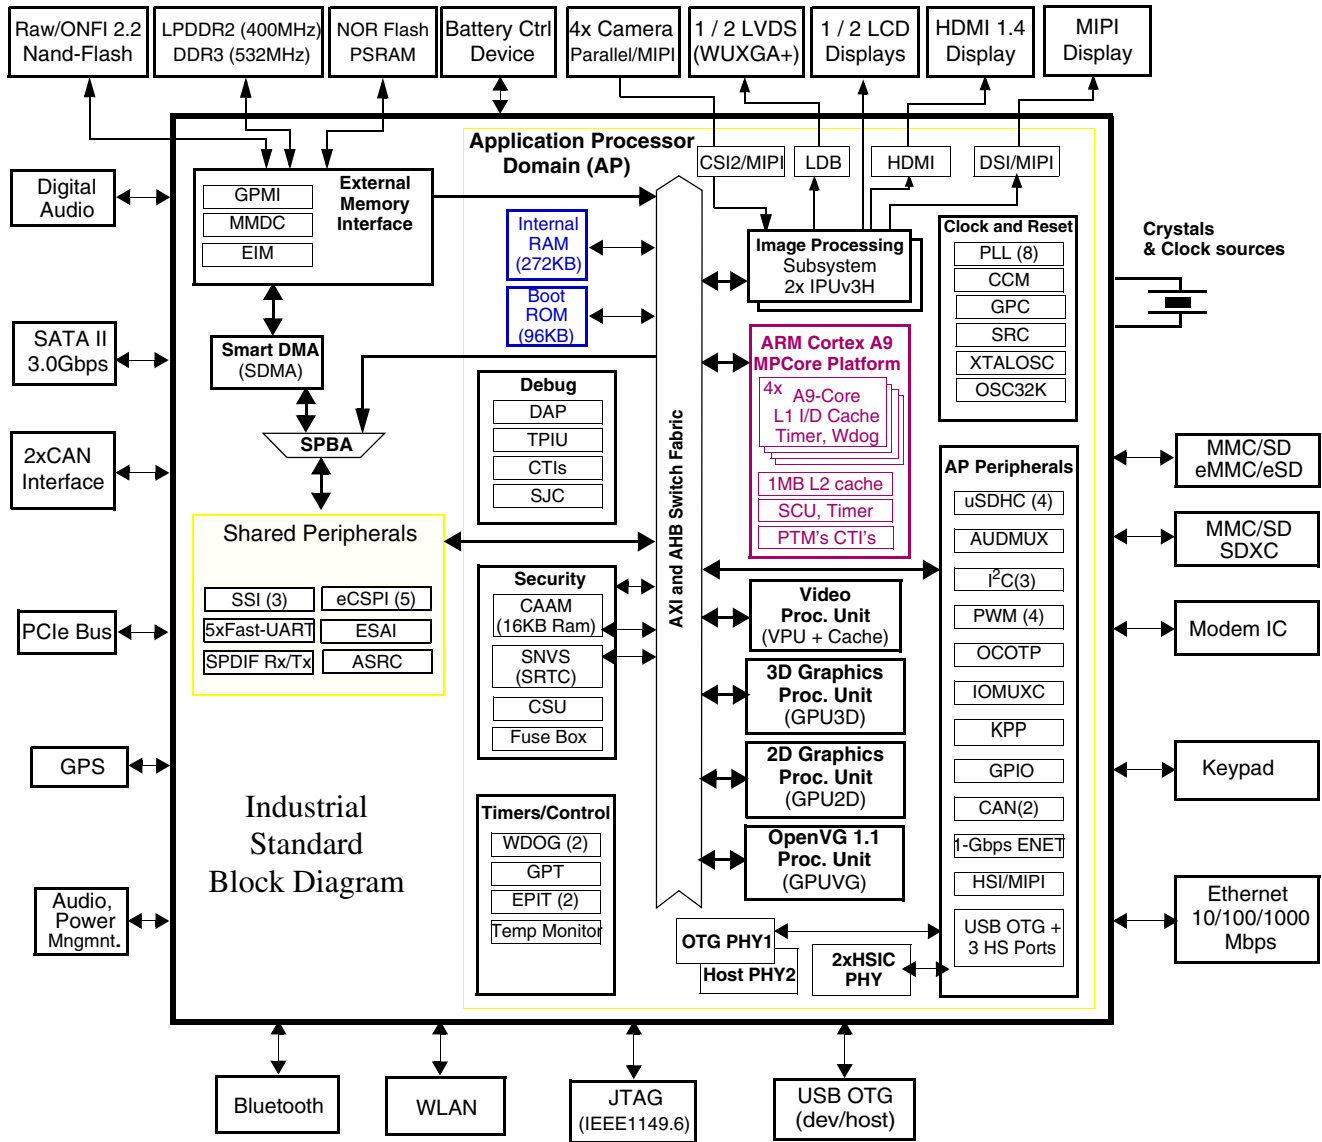 Raw/ONFI 2.2
Nand-Flash
LPDDR2 (400MHz)
DDR3 (532MHz)
NOR Flash
PSRAM
Battery Ctrl
Device
4x Camera
Parallel/MIPI
1 / 2 LVDS
(WUXGA+)
1 / 2 LCD
Displays
HDMI 1.4
Display
MIPI
Display
Digital
Audio
SATA II
3.0Gbps
2xCAN
Interface
PCIe Bus
GPS
Audio,
Power
Mngmnt.
External
Memory
Interface
GPMI
MMDC
EIM
Smart DMA
(SDMA)
SPBA
Shared Peripherals
SSI (3)
eCSPI (5)
5xFast-UART
ESAI
SPDIF Rx/Tx
ASRC
Industrial
Standard
Block Diagram
Application Processor
Domain (AP)
Internal
RAM
(272KB)
Boot
ROM
(96KB)
Debug
DAP
TPIU
CTIs
SJC
Security
CAAM
(16KB Ram)
SNVS
(SRTC)
CSU
Fuse Box
Timers/Control
WDOG (2)
GPT
EPIT (2)
Temp Monitor
AXI and AHB Switch Fabric
CSI2/MIPI
LDB
HDMI
DSI/MIPI
Image Processing
Subsystem
2x IPUv3H
ARM Cortex A9
MPCore Platform
4x
A9-Core
L1 I/D Cache
Timer, Wdog
1MB L2 cache
SCU, Timer
PTM's CTI's
Video
Proc. Unit
(VPU + Cache)
3D Graphics
Proc. Unit
(GPU3D)
2D Graphics
Proc. Unit
(GPU2D)
OpenVG 1.1
Proc. Unit
(GPUVG)
OTG PHY1
Host PHY2
2xHSIC
PHY
Clock and Reset
PLL (8)
CCM
GPC
SRC
XTALOSC
OSC32K
AP Peripherals
uSDHC (4)
AUDMUX
I²C(3)
PWM (4)
OCOTP
IOMUXC
KPP
GPIO
CAN(2)
1-Gbps ENET
HSI/MIPI
USB OTG +
3 HS Ports
Crystals
& Clock sources
MMC/SD
eMMC/eSD
MMC/SD
SDXC
Modem IC
Keypad
Ethernet
10/100/1000
Mbps
Bluetooth
WLAN
JTAG
(IEEE1149.6)
USB OTG
(dev/host)